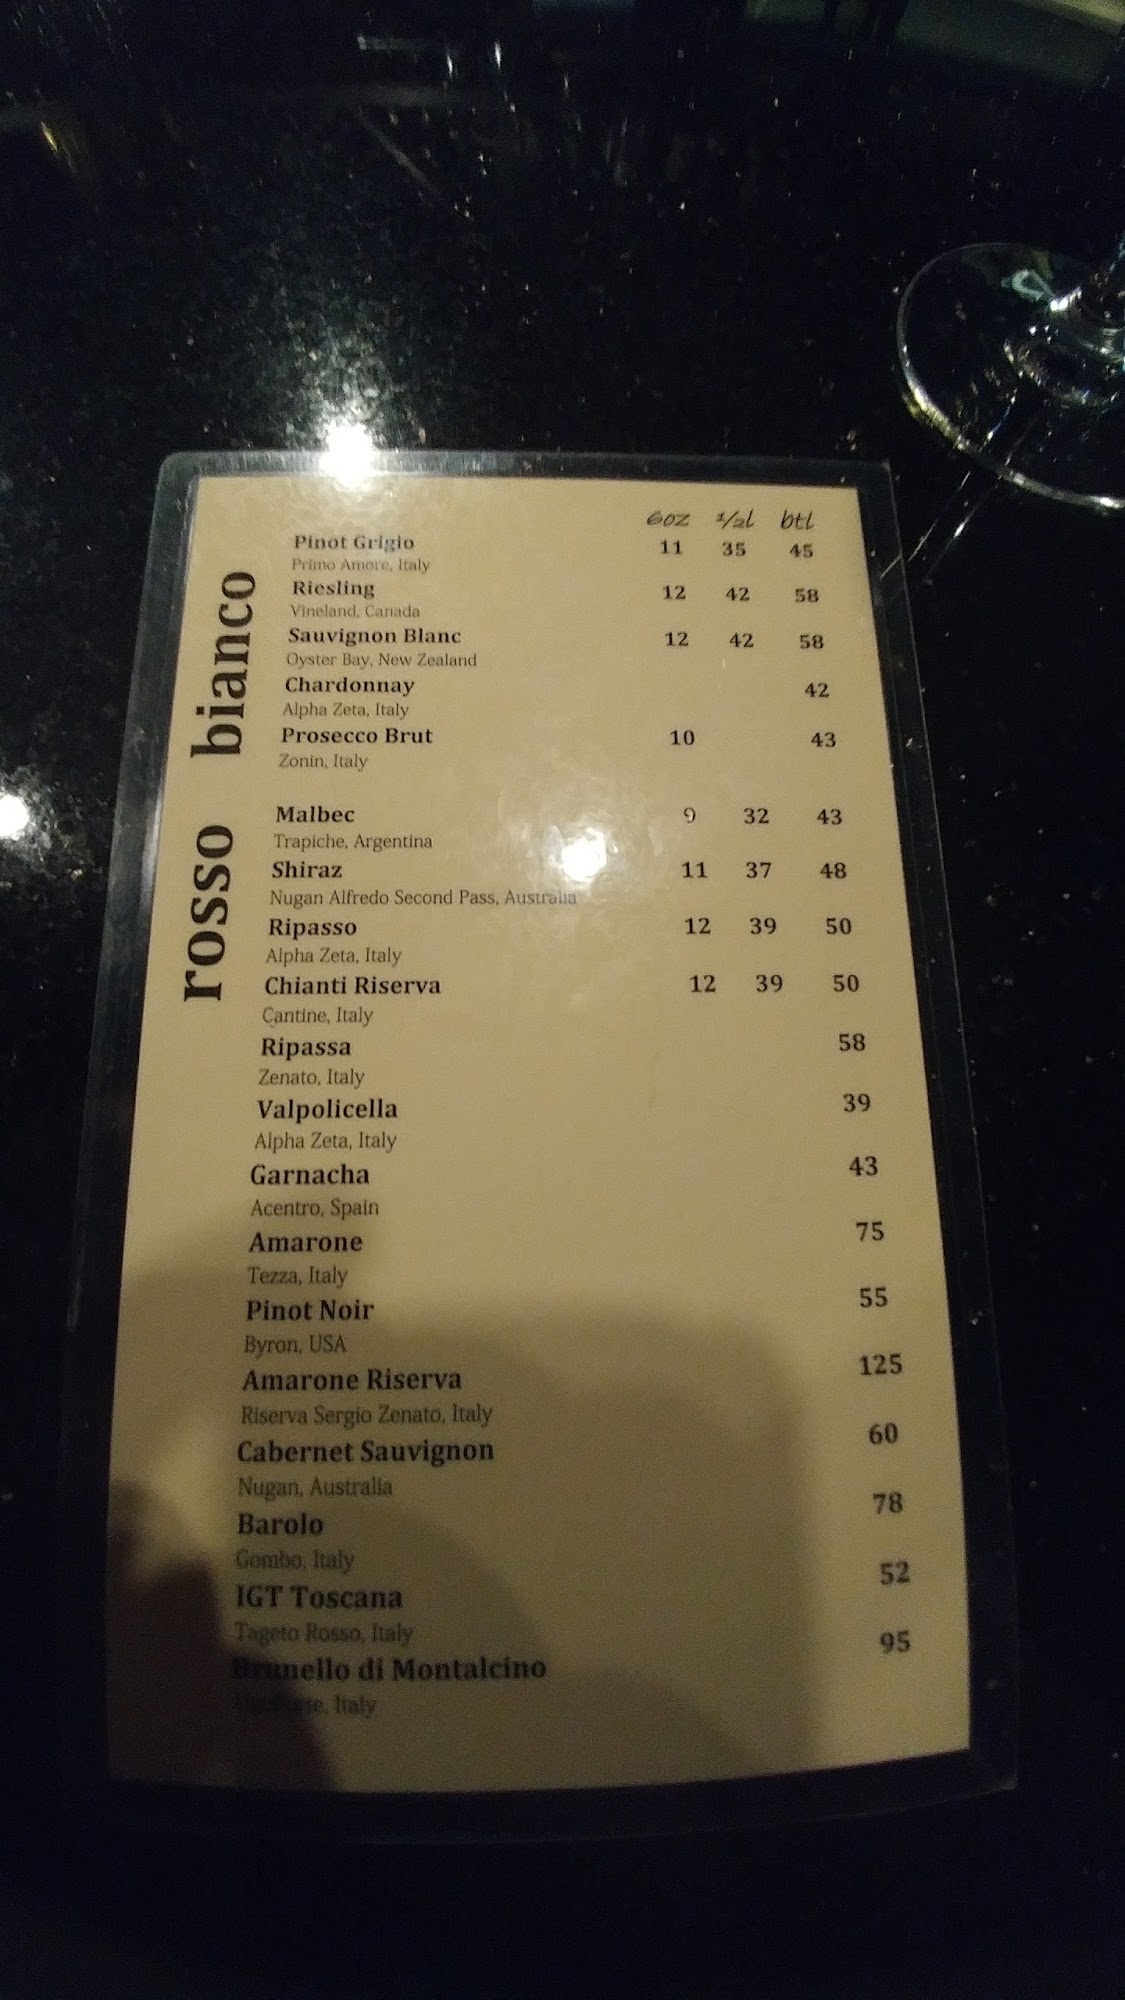 6oz ½l btl
bianco
Pinot Grigio 11 35 45
Primo Amore, Italy
Riesling 12 42 58
Vineland, Canada
Sauvignon Blanc 12 42 58
Oyster Bay, New Zealand
Chardonnay 42
Alpha Zeta, Italy
Prosecco Brut 10 43
Zonin, Italy
rosso
Malbec 9 32 43
Trapiche, Argentina
Shiraz 11 37 48
Nugan Alfredo Second Pass, Australia
Ripasso 12 39 50
Alpha Zeta, Italy
Chianti Riserva 12 39 50
Cantine, Italy
Ripassa 58
Zenato, Italy
Valpolicella 39
Alpha Zeta, Italy
Garnacha 43
Acentro, Spain
Amarone 75
Tezza, Italy
Pinot Noir 55
Byron, USA
Amarone Riserva 125
Riserva Sergio Zenato, Italy
Cabernet Sauvignon 60
Nugan, Australia
Barolo 78
Gombo, Italy
IGT Toscana 52
Tageto Rosso, Italy
Brunello di Montalcino 95
Italy